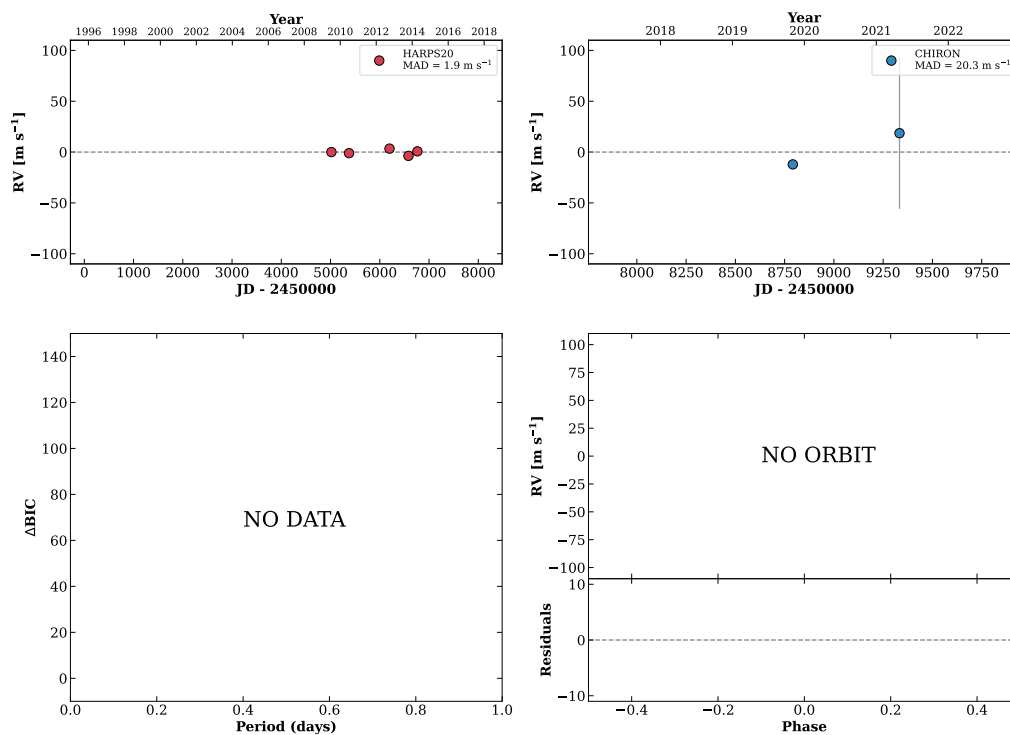 Year
1996 1998 2000 2002 2004 2006 2008 2010 2012 2014 2016 2018
HARPS20
MAD = 1.9 m s⁻¹
RV [m s⁻¹]
100
50
0
−50
−100
0 1000 2000 3000 4000 5000 6000 7000 8000
JD - 2450000
Year
2018 2019 2020 2021 2022
CHIRON
MAD = 20.3 m s⁻¹
RV [m s⁻¹]
100
50
0
−50
−100
8000 8250 8500 8750 9000 9250 9500 9750
JD - 2450000
ΔBIC
140
120
100
80
60
40
20
0
NO DATA
0.0 0.2 0.4 0.6 0.8 1.0
Period (days)
RV [m s⁻¹]
100
75
50
25
0
−25
−50
−75
−100
NO ORBIT
Residuals
10
0
−10
−0.4 −0.2 0.0 0.2 0.4
Phase